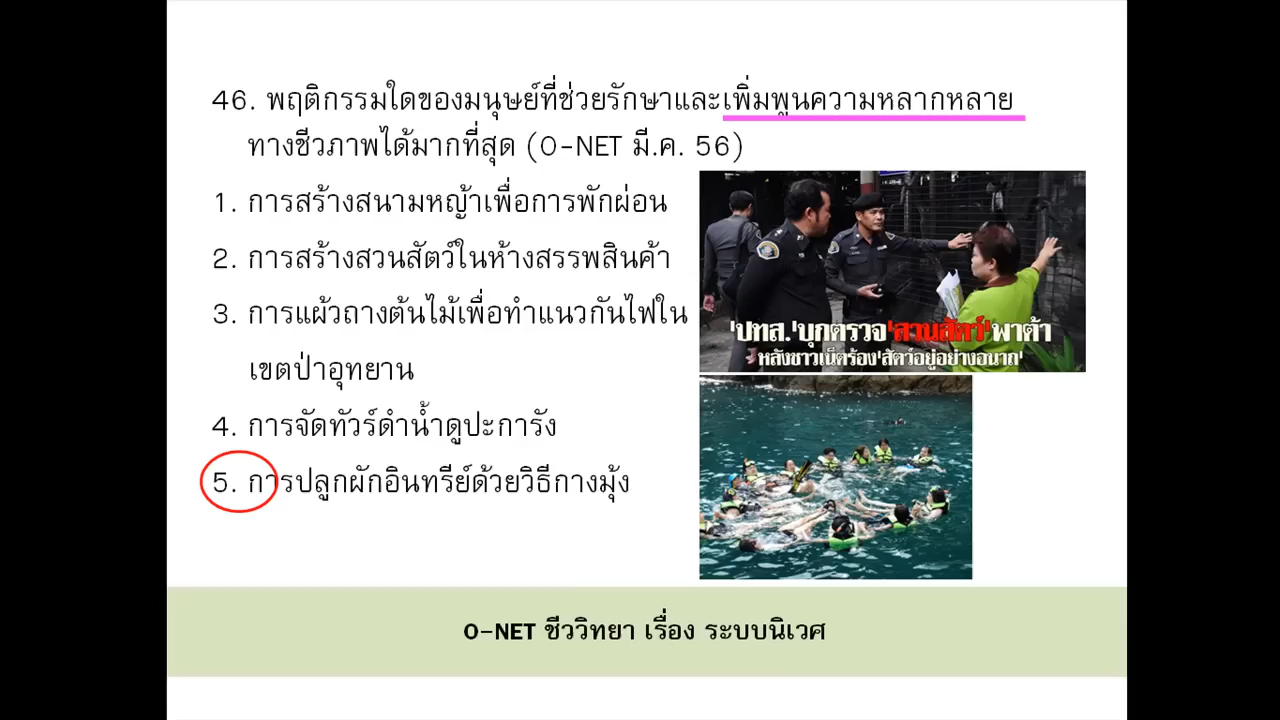 46. พฤติกรรมใดของมนุษย์ที่ช่วยรักษาและเพิ่มพูนความหลากหลาย
ทางชีวภาพได้มากที่สุด (O-NET มี.ค. 56)
1. การสร้างสนามหญ้าเพื่อการพักผ่อน
2. การสร้างสวนสัตว์ในห้างสรรพสินค้า
3. การแผ้วถางต้นไม้เพื่อทำแนวกันไฟใน
เขตป่าอุทยาน
4. การจัดทัวร์ดำน้ำดูปะการัง
5. การปลูกผักอินทรีย์ด้วยวิธีกางมุ้ง
'ปทส.'บุกตรวจ'สวนสัตว์'พาต้า
หลังชาวเน็ตร้อง'สัตว์อยู่อย่างอนาถ'
O-NET ชีววิทยา เรื่อง ระบบนิเวศ